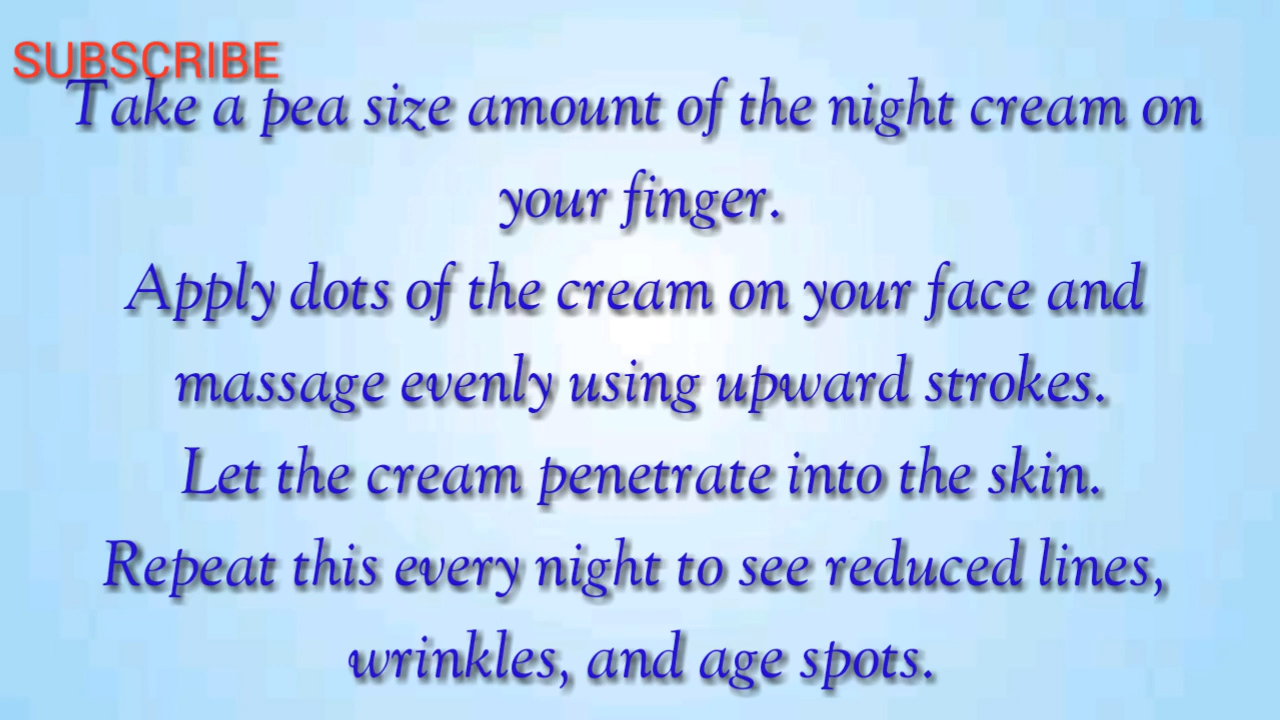 SUBSCRIBE
Take a pea size amount of the night cream on
your finger.
Apply dots of the cream on your face and
massage evenly using upward strokes.
Let the cream penetrate into the skin.
Repeat this every night to see reduced lines,
wrinkles, and age spots.